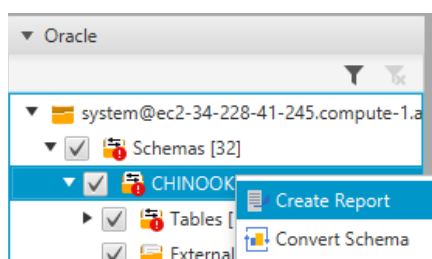 Oracle
system@ec2-34-228-41-245.compute-1.a
Schemas [32]
CHINOOK
Create Report
Tables [
Convert Schema
External